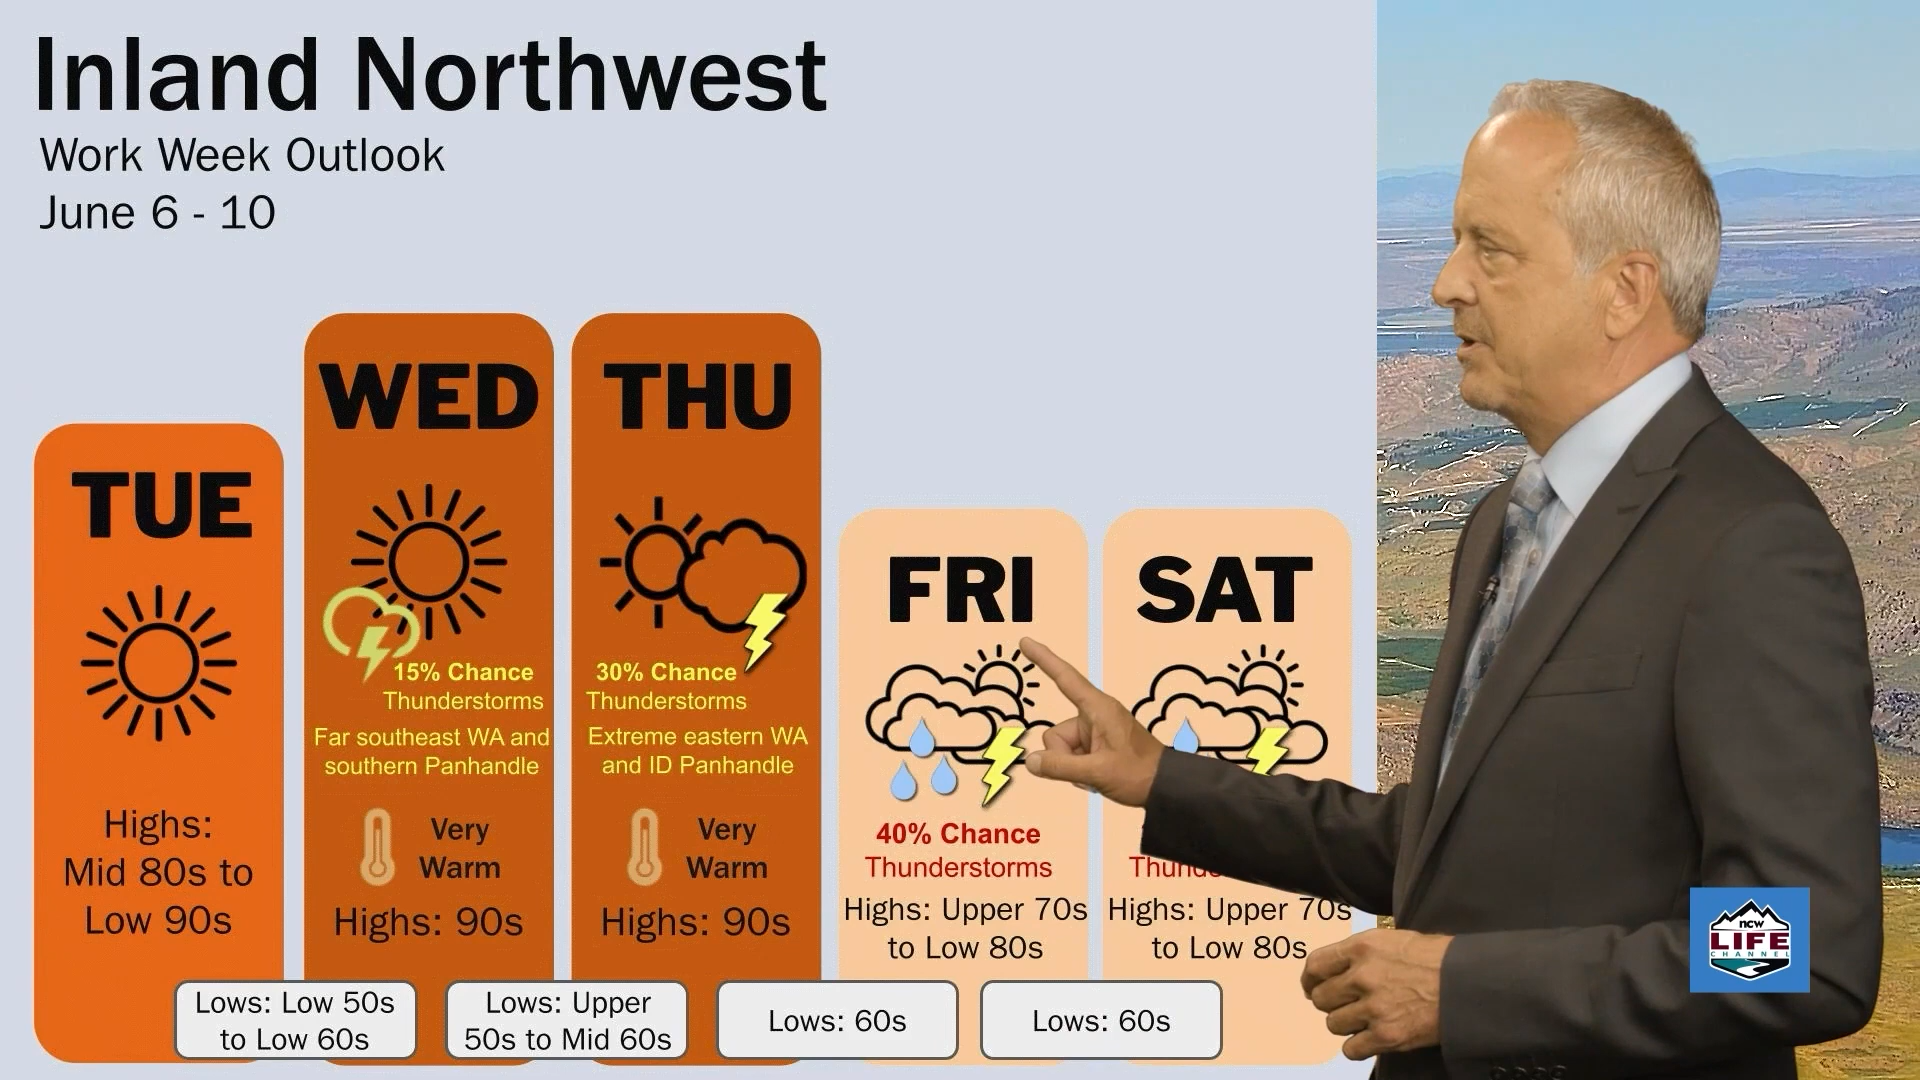 Inland Northwest
Work Week Outlook
June 6 - 10
TUE
Highs:
Mid 80s to
Low 90s
WED
15% Chance
Thunderstorms
Far southeast WA and
southern Panhandle
Very
Warm
Highs: 90s
THU
30% Chance
Thunderstorms
Extreme eastern WA
and ID Panhandle
Very
Warm
Highs: 90s
FRI
40% Chance
Thunderstorms
Highs: Upper 70s
to Low 80s
SAT
Highs: Upper 70s
to Low 80s
Lows: Low 50s
to Low 60s
Lows: Upper
50s to Mid 60s
Lows: 60s
Lows: 60s
ncw
LIFE
CHANNEL